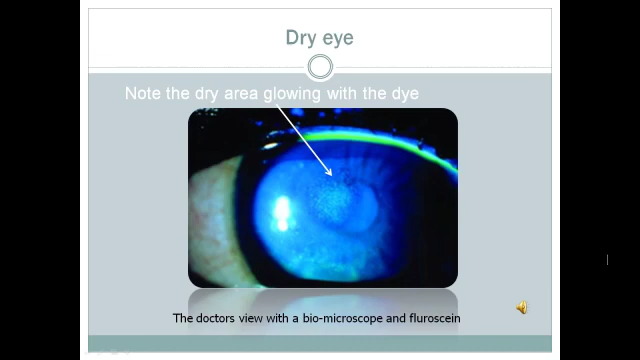 Dry eye
Note the dry area glowing with the dye
The doctors view with a bio-microscope and fluroscein